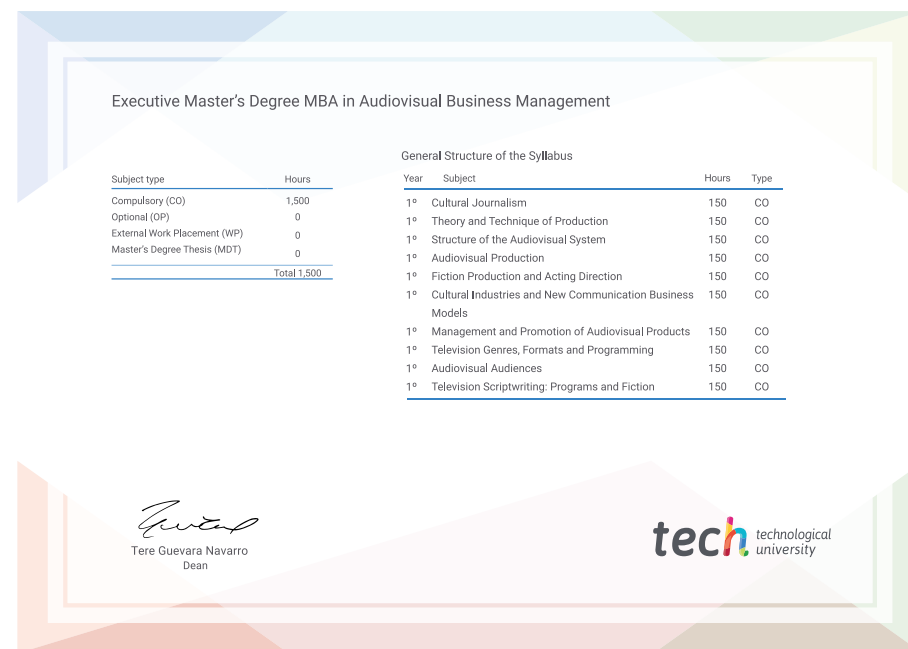 Executive Master's Degree MBA in Audiovisual Business Management
Subject type Hours
Compulsory (CO) 1,500
Optional (OP) 0
External Work Placement (WP) 0
Master's Degree Thesis (MDT) 0
Total 1,500
General Structure of the Syllabus
Year Subject Hours Type
1º Cultural Journalism 150 CO
1º Theory and Technique of Production 150 CO
1º Structure of the Audiovisual System 150 CO
1º Audiovisual Production 150 CO
1º Fiction Production and Acting Direction 150 CO
1º Cultural Industries and New Communication Business 150 CO
Models
1º Management and Promotion of Audiovisual Products 150 CO
1º Television Genres, Formats and Programming 150 CO
1º Audiovisual Audiences 150 CO
1º Television Scriptwriting: Programs and Fiction 150 CO
Tere Guevara Navarro
Dean
tech technological
university